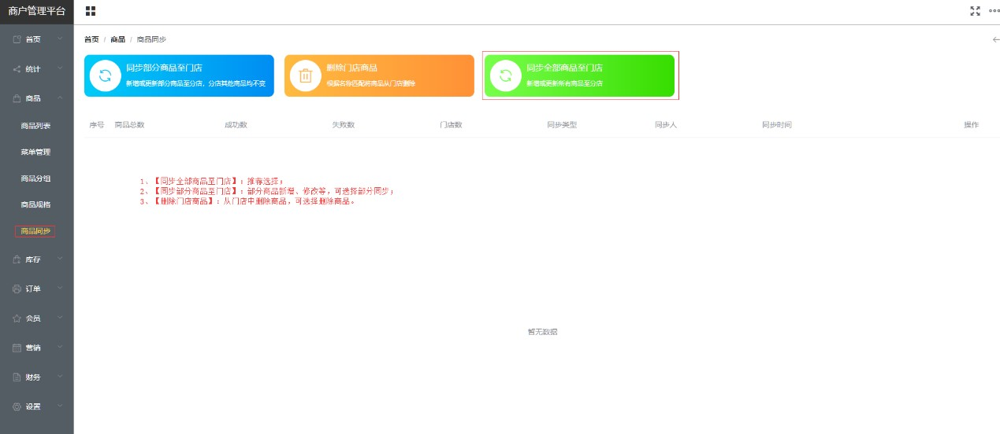 商户管理平台
首页
统计
商品
商品列表
菜单管理
商品分组
商品规格
商品同步
库存
订单
会员
营销
财务
设置
首页 / 商品 / 商品同步
同步部分商品至门店
新增或更新部分商品至分店，分店其他商品均不变
删除门店商品
根据名称匹配将商品从门店删除
同步全部商品至门店
新增或更新所有商品至分店
序号 商品总数 成功数 失败数 门店数 同步类型 同步人 同步时间 操作
1、【同步全部商品至门店】：推荐选择；
2、【同步部分商品至门店】：部分商品新增、修改等，可选择部分同步；
3、【删除门店商品】：从门店中删除商品，可选择删除商品。
暂无数据